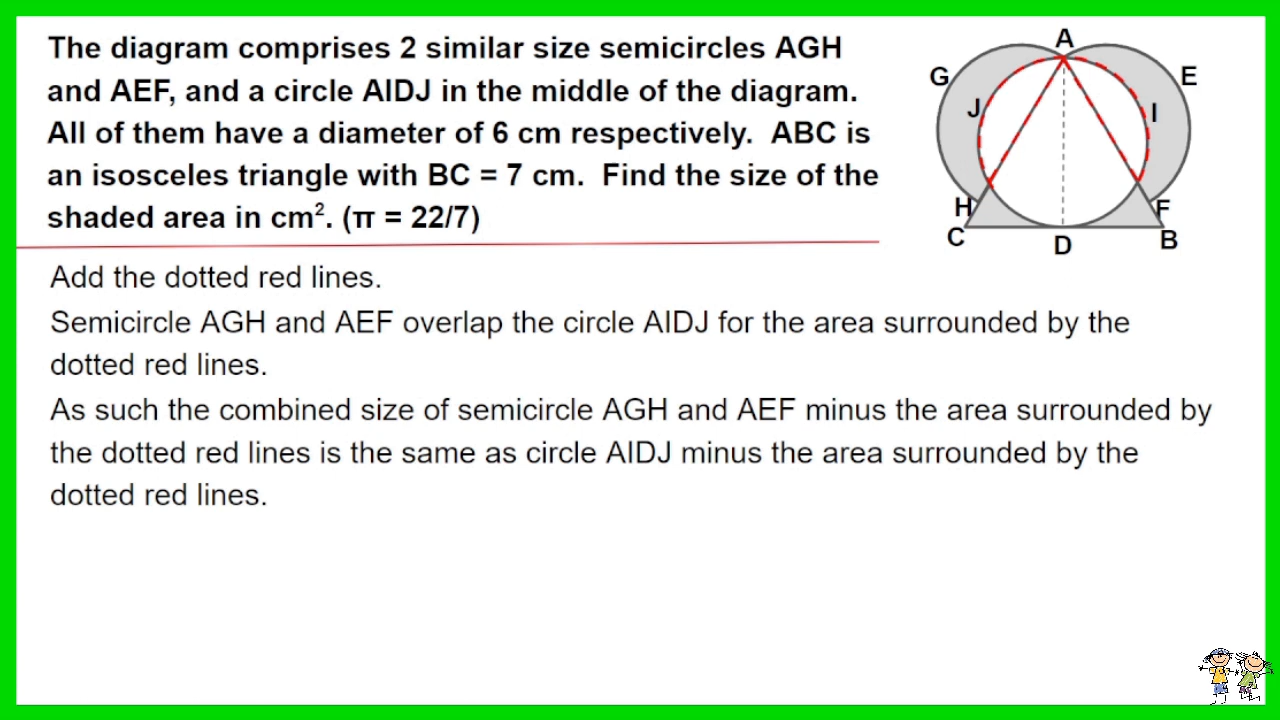 The diagram comprises 2 similar size semicircles AGH
and AEF, and a circle AIDJ in the middle of the diagram.
All of them have a diameter of 6 cm respectively.  ABC is
an isosceles triangle with BC = 7 cm.  Find the size of the
shaded area in cm². (π = 22/7)
A
G
E
J
I
H
F
C
D
B
Add the dotted red lines.
Semicircle AGH and AEF overlap the circle AIDJ for the area surrounded by the
dotted red lines.
As such the combined size of semicircle AGH and AEF minus the area surrounded by
the dotted red lines is the same as circle AIDJ minus the area surrounded by the
dotted red lines.